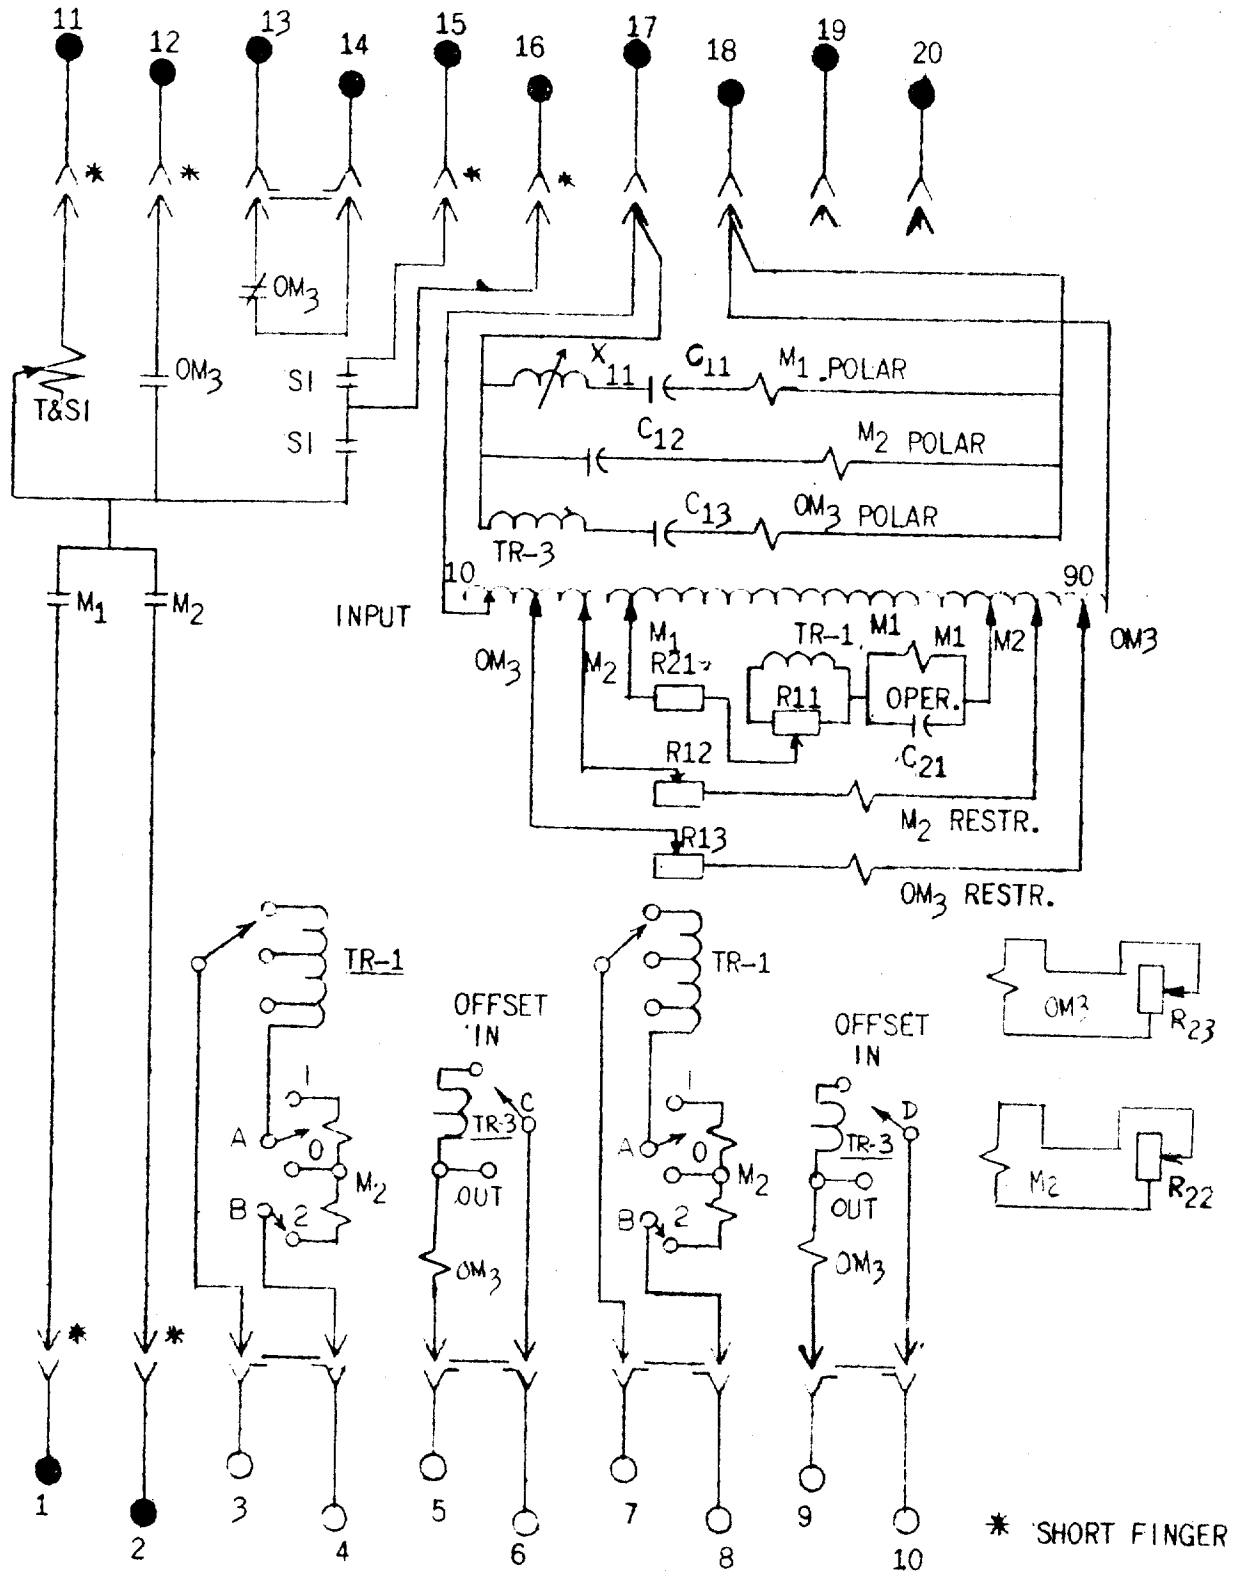 11 12 13 14 15 16 17 18 19 20
* * * *
OM3
T&SI
OM3
SI
SI
X11 C11 M1 POLAR
C12 M2 POLAR
C13 OM3 POLAR
TR-3
10 90
INPUT
M1 M2
OM3 M2 M1 TR-1 M1 M1 M2 OM3
R21
R11 OPER.
C21
R12
M2 RESTR.
R13
OM3 RESTR.
TR-1 TR-1
OFFSET IN
OFFSET IN
OM3 R23
1 1
A 0 TR-3 C
A 0 TR-3 D
M2 OUT
M2 OUT
M2 R22
B 2
B 2
OM3 OM3
* *
1 2 3 4 5 6 7 8 9 10
* SHORT FINGER